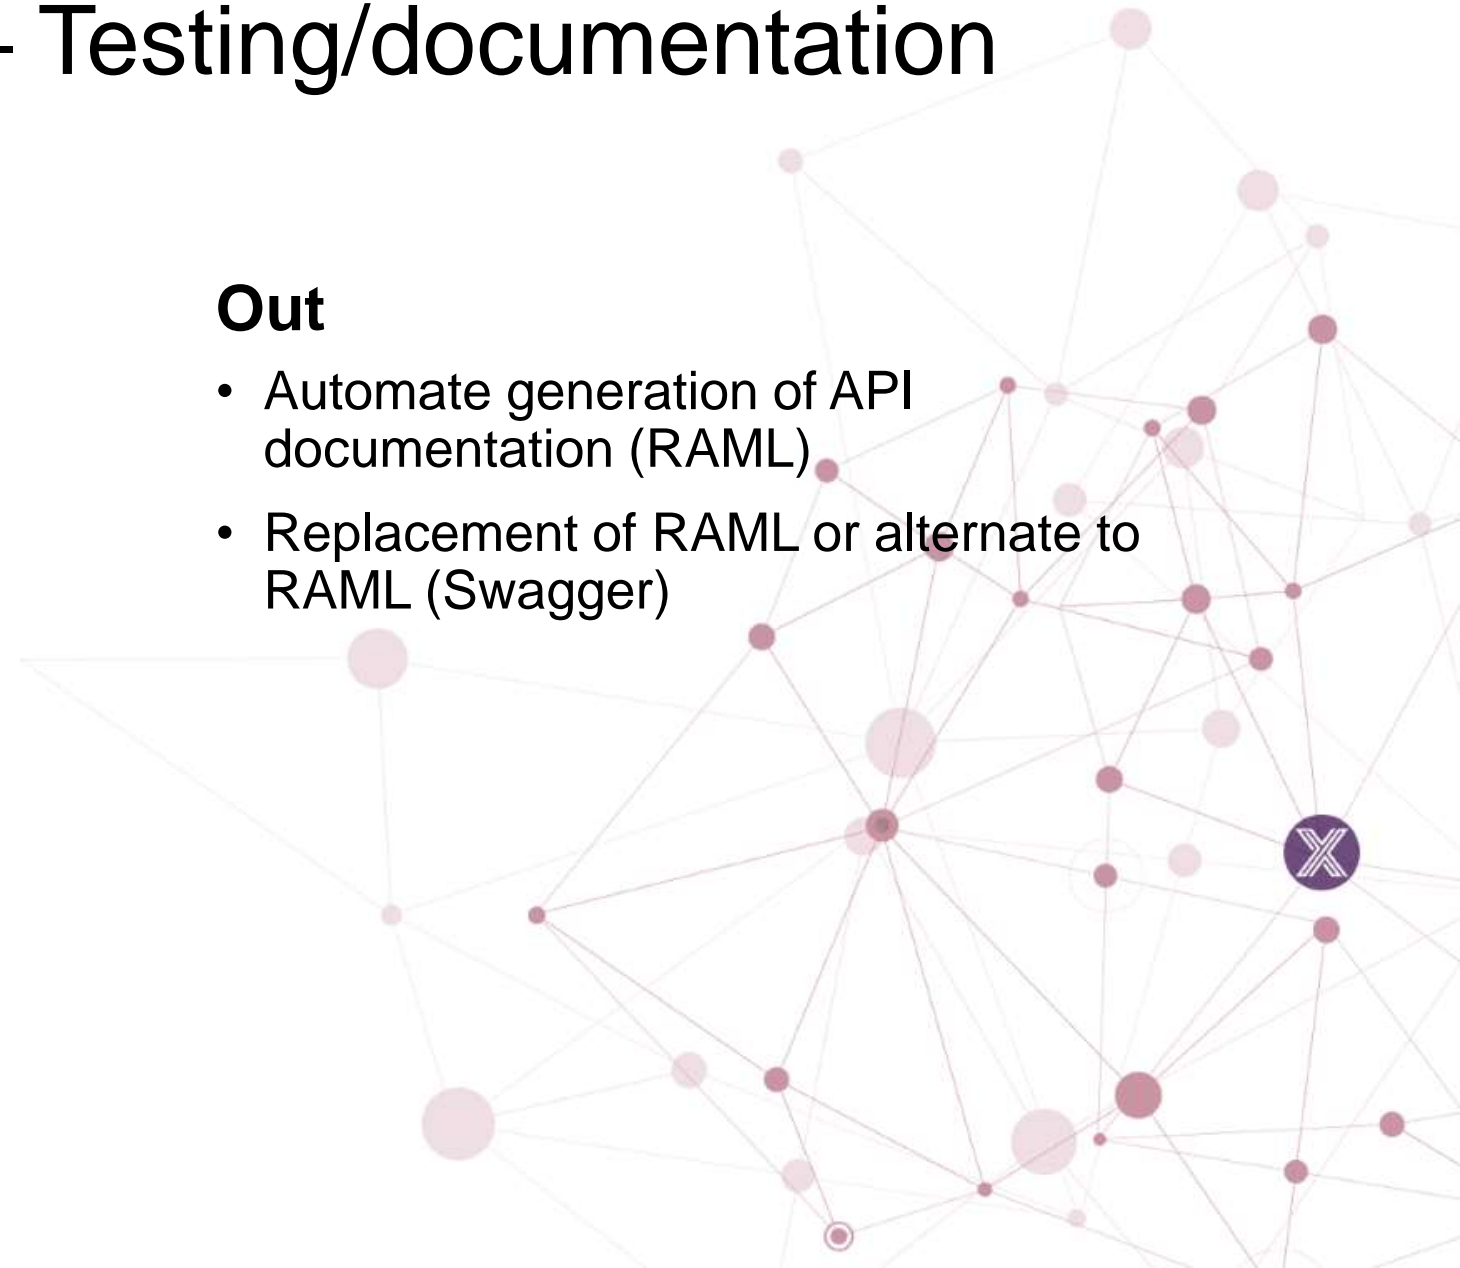 - Testing/documentation
Out
• Automate generation of API
documentation (RAML)
• Replacement of RAML or alternate to
RAML (Swagger)